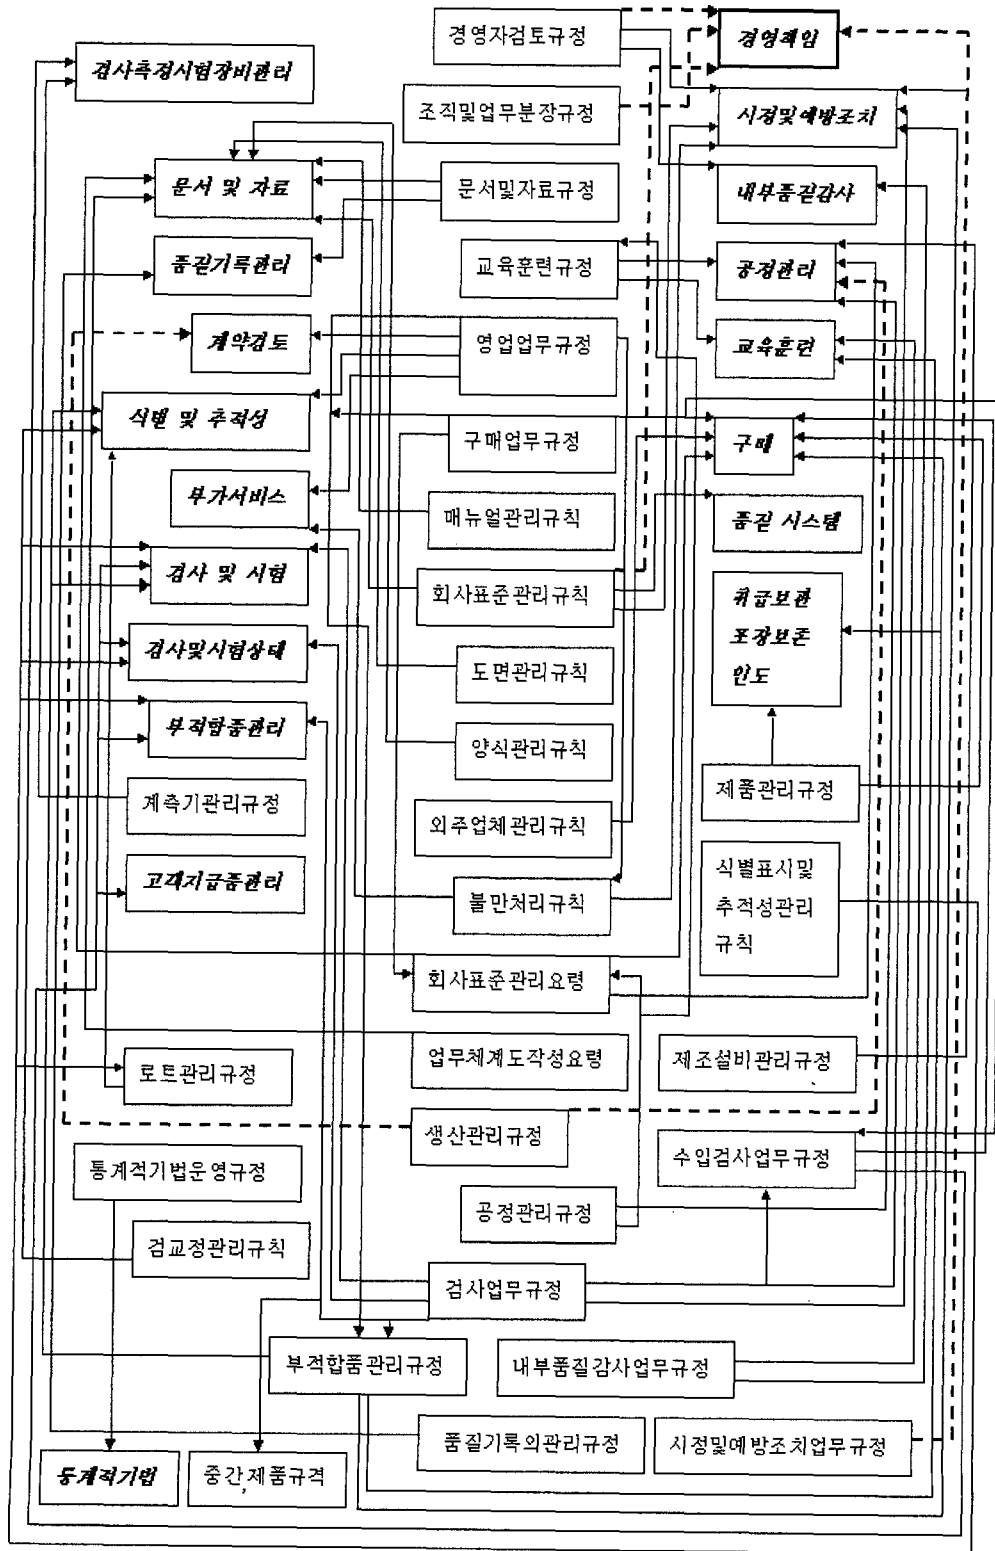 경영자검토규정
경영책임
검사측정시험장비관리
조직및업무분장규정
시정및예방조치
문서 및 자료
문서및자료규정
내부품질감사
품질기록관리
교육훈련규정
공정관리
계약검토
영업업무규정
교육훈련
식별 및 추적성
구매업무규정
구매
부가서비스
매뉴얼관리규칙
품질 시스템
검사 및 시험
회사표준관리규칙
취급보관
포장보존
인도
검사및시험상태
도면관리규칙
부적합품관리
양식관리규칙
계측기관리규정
제품관리규정
외주업체관리규칙
고객지급품관리
불만처리규칙
식별표시및
추적성관리
규칙
회사표준관리요령
로트관리규정
업무체계도작성요령
제조설비관리규정
생산관리규정
통계적기법운영규정
수입검사업무규정
공정관리규정
검교정관리규칙
검사업무규정
부적합품관리규정
내부품질감사업무규정
품질기록의관리규정
시정및예방조치업무규정
통계적기법
중간,제품규격